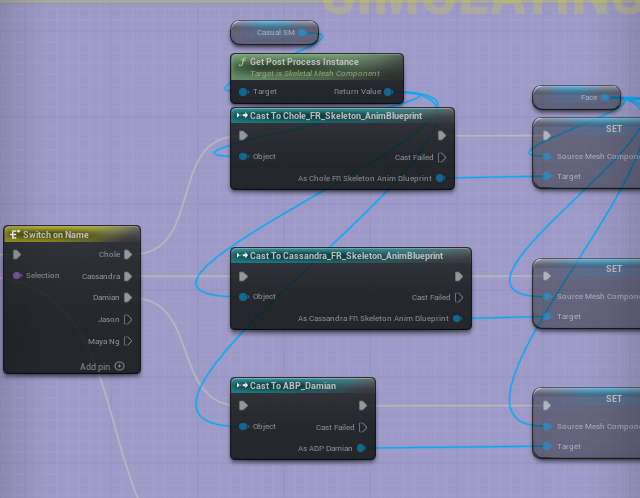 SIMULATING
Casual SM
Get Post Process Instance
Target is Skeletal Mesh Component
Target
Return Value
Face
Cast To Chole_FR_Skeleton_AnimBlueprint
SET
Object
Cast Failed
Source Mesh Compon
As Chole FR Skeleton Anim Blueprint
Target
Switch on Name
Chole
Selection
Cassandra
Damian
Jason
Maya Ng
Add pin
Cast To Cassandra_FR_Skeleton_AnimBlueprint
SET
Object
Cast Failed
Source Mesh Compon
As Cassandra FR Skeleton Anim Blueprint
Target
Cast To ABP_Damian
SET
Object
Cast Failed
Source Mesh Compon
As ABP Damian
Target